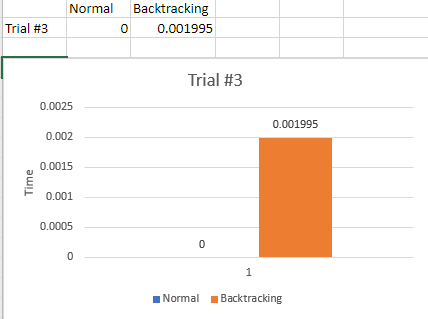 Normal Backtracking
Trial #3 0 0.001995
Trial #3
0.0025
0.002
0.0015
0.001
0.0005
0
Time
0.001995
0
1
Normal Backtracking